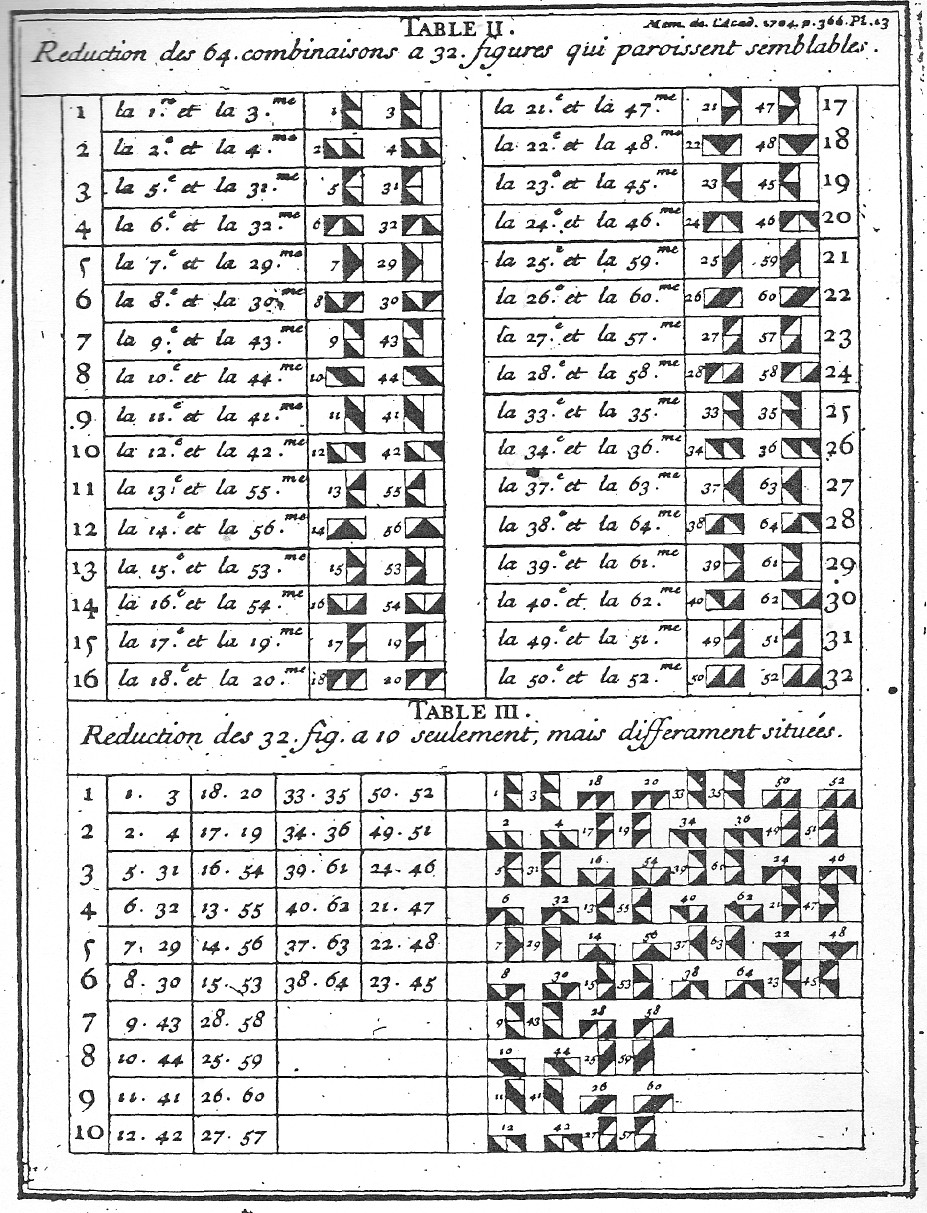 TABLE II.
Mem. de l'Acad. 1704. p. 366. Pl. 13
Reduction des 64. combinaisons a 32. figures qui paroissent semblables.
1 la 1.re et la 3.me 1 3
2 la 2.e et la 4.me 2 4
3 la 5.e et la 31.me 5 31
4 la 6.e et la 32.me 6 32
5 la 7.e et la 29.me 7 29
6 la 8.e et la 30.me 8 30
7 la 9.e et la 43.me 9 43
8 la 10.e et la 44.me 10 44
9 la 11.e et la 41.me 11 41
10 la 12.e et la 42.me 12 42
11 la 13.e et la 55.me 13 55
12 la 14.e et la 56.me 14 56
13 la 15.e et la 53.me 15 53
14 la 16.e et la 54.me 16 54
15 la 17.e et la 19.me 17 19
16 la 18.e et la 20.me 18 20
la 21.e et la 47.me 21 47 17
la 22.e et la 48.me 22 48 18
la 23.e et la 45.me 23 45 19
la 24.e et la 46.me 24 46 20
la 25.e et la 59.me 25 59 21
la 26.e et la 60.me 26 60 22
la 27.e et la 57.me 27 57 23
la 28.e et la 58.me 28 58 24
la 33.e et la 35.me 33 35 25
la 34.e et la 36.me 34 36 26
la 37.e et la 63.me 37 63 27
la 38.e et la 64.me 38 64 28
la 39.e et la 61.me 39 61 29
la 40.e et la 62.me 40 62 30
la 49.e et la 51.me 49 51 31
la 50.e et la 52.me 50 52 32
TABLE III.
Reduction des 32. fig. a 10 seulement, mais differament situées.
1 1. 3 18. 20 33. 35 50. 52 1 3 18 20 33 35 50 52
2 2. 4 17. 19 34. 36 49. 51 2 4 17 19 34 36 49 51
3 5. 31 16. 54 39. 61 24. 46 5 31 16 54 39 61 24 46
4 6. 32 13. 55 40. 62 21. 47 6 32 13 55 40 62 21 47
5 7. 29 14. 56 37. 63 22. 48 7 29 14 56 37 63 22 48
6 8. 30 15. 53 38. 64 23. 45 8 30 15 53 38 64 23 45
7 9. 43 28. 58 9 43 28 58
8 10. 44 25. 59 10 44 25 59
9 11. 41 26. 60 11 41 26 60
10 12. 42 27. 57 12 42 27 57